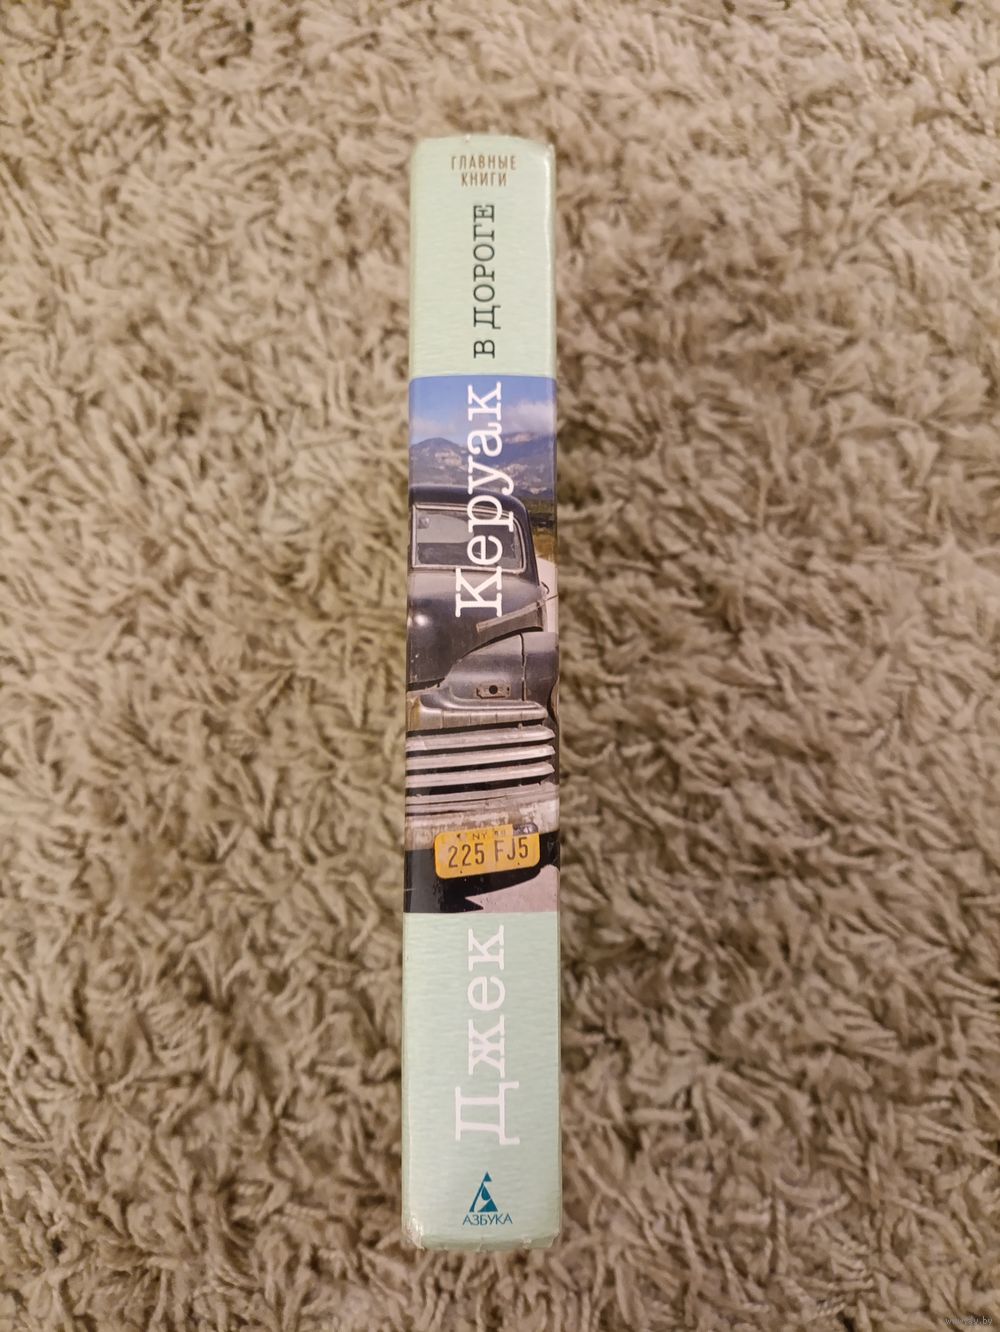 ГЛАВНЫЕ
КНИГИ
В ДОРОГЕ
Джек Керуак
NY
225 FJ5
АЗБУКА